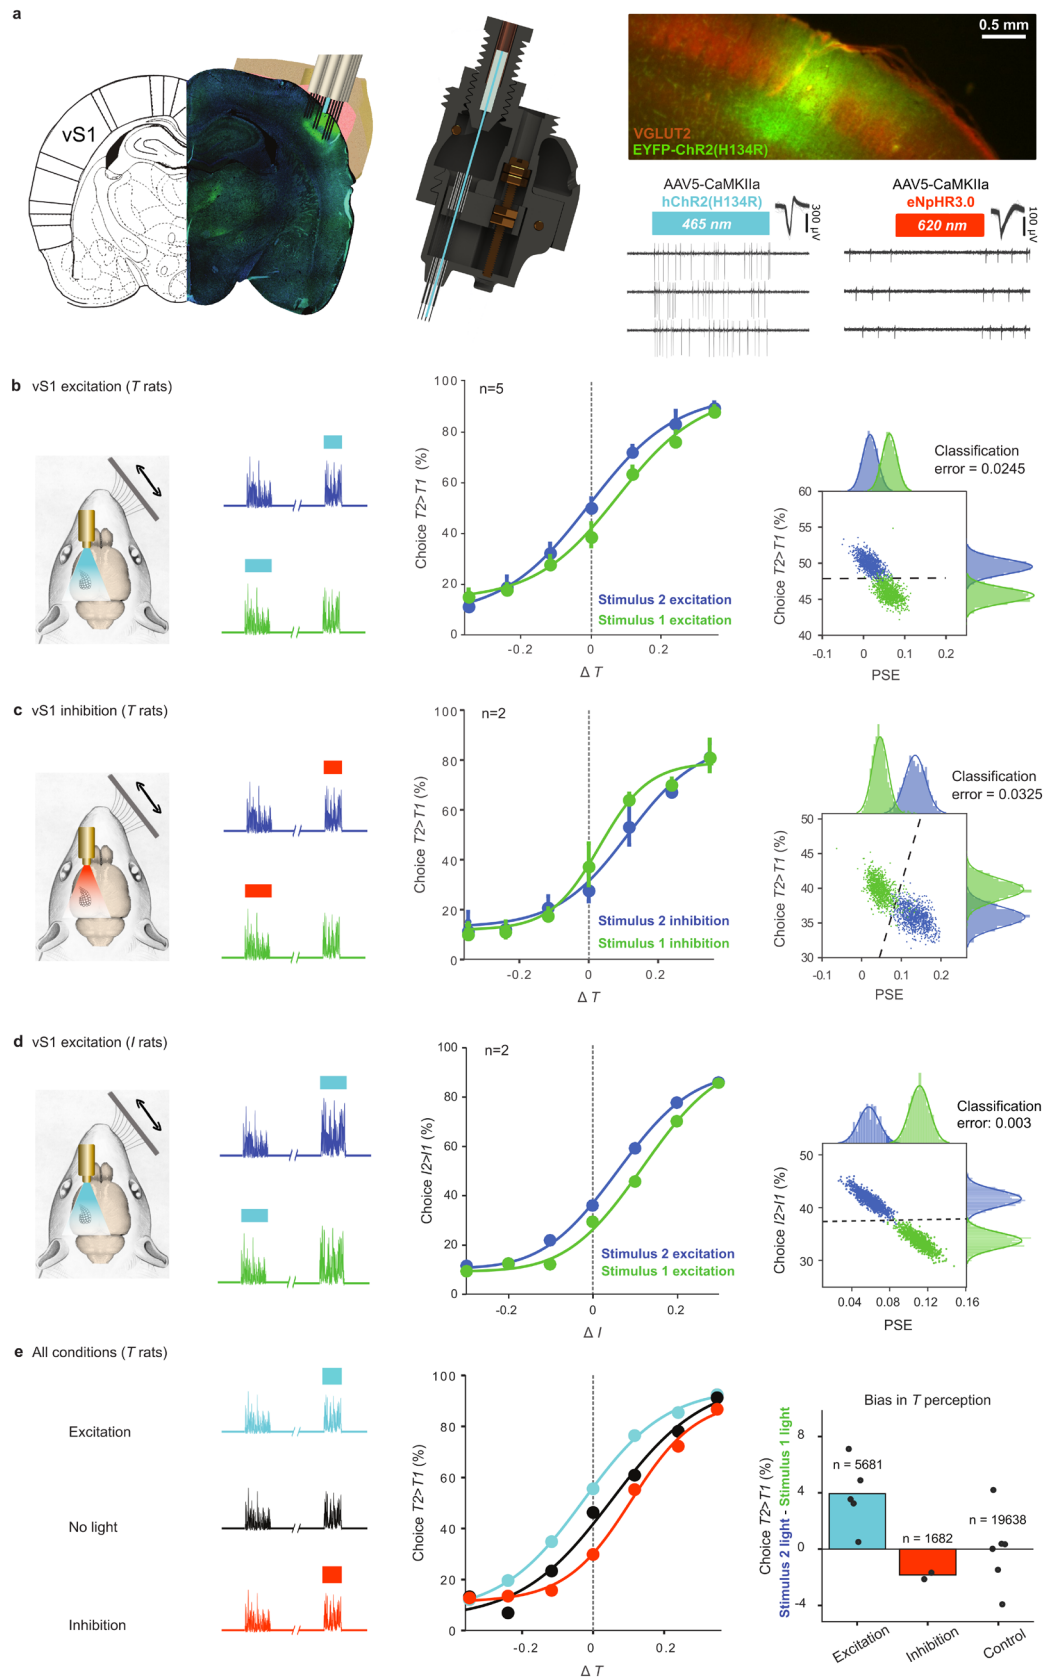 a
vS1
0.5 mm
VGLUT2
EYFP-ChR2(H134R)
AAV5-CaMKIIa
hChR2(H134R)
465 nm
300 µV
AAV5-CaMKIIa
eNpHR3.0
620 nm
100 µV
b vS1 excitation (T rats)
n=5
Choice T2>T1 (%)
100
80
60
40
20
0
-0.2 0 0.2
Δ T
Stimulus 2 excitation
Stimulus 1 excitation
Classification
error = 0.0245
Choice T2>T1 (%)
60
55
50
45
40
-0.1 0 0.1 0.2
PSE
c vS1 inhibition (T rats)
n=2
Choice T2>T1 (%)
100
80
60
40
20
0
-0.2 0 0.2
Δ T
Stimulus 2 inhibition
Stimulus 1 inhibition
Classification
error = 0.0325
Choice T2>T1 (%)
50
45
40
35
30
-0.1 0 0.1 0.2
PSE
d vS1 excitation (I rats)
n=2
Choice I2>I1 (%)
100
80
60
40
20
0
-0.2 0 0.2
Δ I
Stimulus 2 excitation
Stimulus 1 excitation
Classification
error: 0.003
Choice I2>I1 (%)
50
40
30
0.04 0.08 0.12 0.16
PSE
e All conditions (T rats)
Excitation
No light
Inhibition
Choice T2>T1 (%)
100
80
60
40
20
0
-0.2 0 0.2
Δ T
Bias in T perception
Choice T2>T1 (%)
Stimulus 2 light - Stimulus 1 light
8
4
0
-4
n = 5681
n = 1682
n = 19638
Excitation
Inhibition
Control